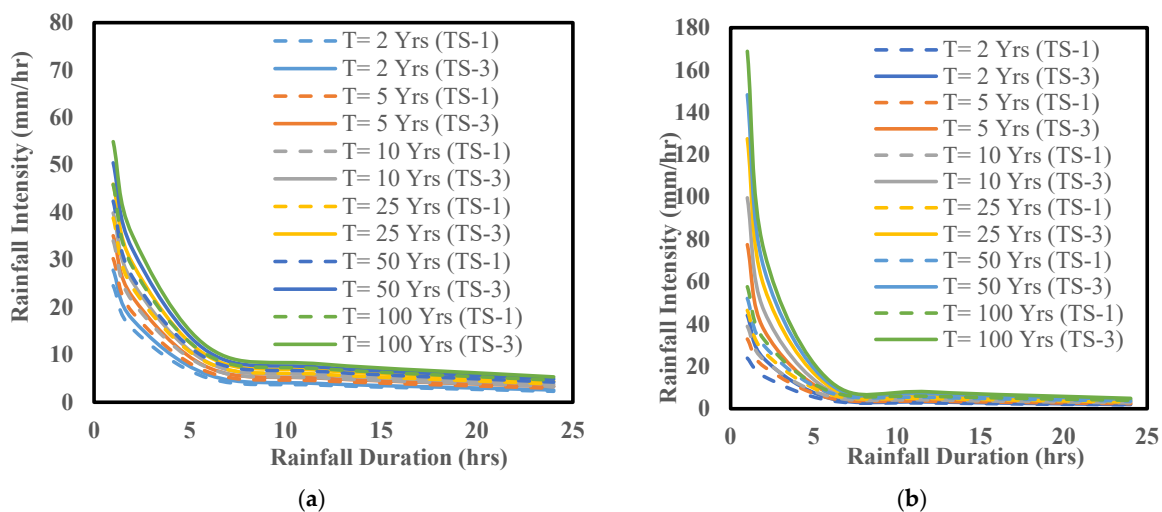 80
70
60
50
40
30
20
10
0
Rainfall Intensity (mm/hr)
T= 2 Yrs (TS-1)
T= 2 Yrs (TS-3)
T= 5 Yrs (TS-1)
T= 5 Yrs (TS-3)
T= 10 Yrs (TS-1)
T= 10 Yrs (TS-3)
T= 25 Yrs (TS-1)
T= 25 Yrs (TS-3)
T= 50 Yrs (TS-1)
T= 50 Yrs (TS-3)
T= 100 Yrs (TS-1)
T= 100 Yrs (TS-3)
0 5 10 15 20 25
Rainfall Duration (hrs)
(a)
180
160
140
120
100
80
60
40
20
0
Rainfall Intensity (mm/hr)
T= 2 Yrs (TS-1)
T= 2 Yrs (TS-3)
T= 5 Yrs (TS-1)
T= 5 Yrs (TS-3)
T= 10 Yrs (TS-1)
T= 10 Yrs (TS-3)
T= 25 Yrs (TS-1)
T= 25 Yrs (TS-3)
T= 50 Yrs (TS-1)
T= 50 Yrs (TS-3)
T= 100 Yrs (TS-1)
T= 100 Yrs (TS-3)
0 5 10 15 20 25
Rainfall Duration (hrs)
(b)